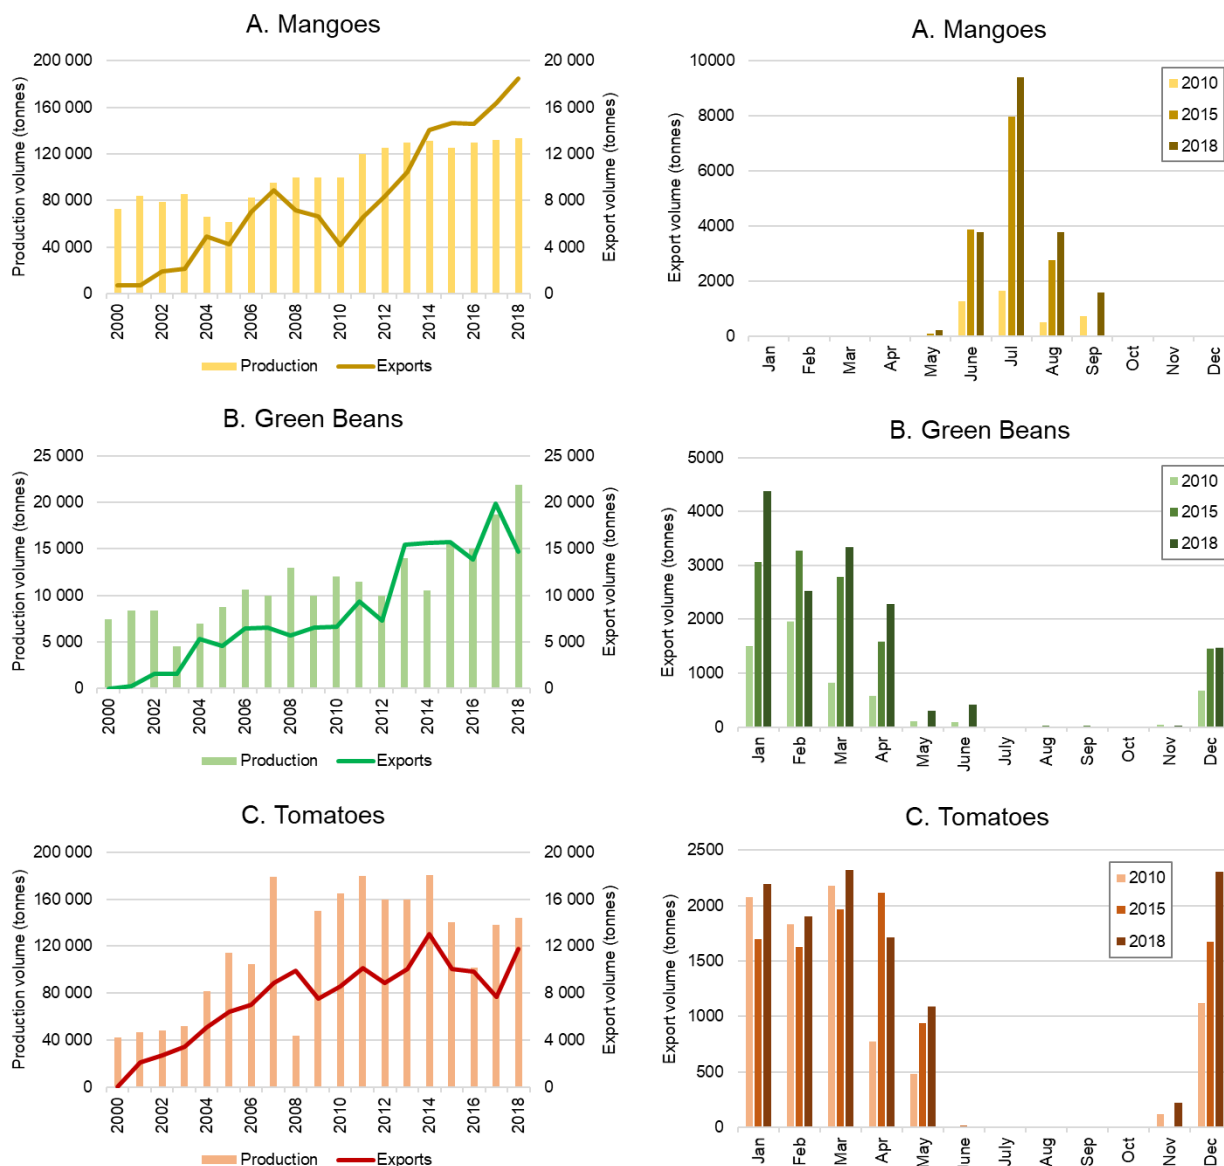 A. Mangoes
Production volume (tonnes)
200 000
160 000
120 000
80 000
40 000
0
20 000
16 000
12 000
8 000
4 000
0
Export volume (tonnes)
2000
2002
2004
2006
2008
2010
2012
2014
2016
2018
Production
Exports
A. Mangoes
Export volume (tonnes)
10000
8000
6000
4000
2000
0
2010
2015
2018
Jan
Feb
Mar
Apr
May
June
Jul
Aug
Sep
Oct
Nov
Dec
B. Green Beans
Production volume (tonnes)
25 000
20 000
15 000
10 000
5 000
0
25 000
20 000
15 000
10 000
5 000
0
Export volume (tonnes)
2000
2002
2004
2006
2008
2010
2012
2014
2016
2018
Production
Exports
B. Green Beans
Export volume (tonnes)
5000
4000
3000
2000
1000
0
2010
2015
2018
Jan
Feb
Mar
Apr
May
June
July
Aug
Sep
Oct
Nov
Dec
C. Tomatoes
Production volume (tonnes)
200 000
160 000
120 000
80 000
40 000
0
20 000
16 000
12 000
8 000
4 000
0
Export volume (tonnes)
2000
2002
2004
2006
2008
2010
2012
2014
2016
2018
Production
Exports
C. Tomatoes
Export volume (tonnes)
2500
2000
1500
1000
500
0
2010
2015
2018
Jan
Feb
Mar
Apr
May
June
July
Aug
Sep
Oct
Nov
Dec